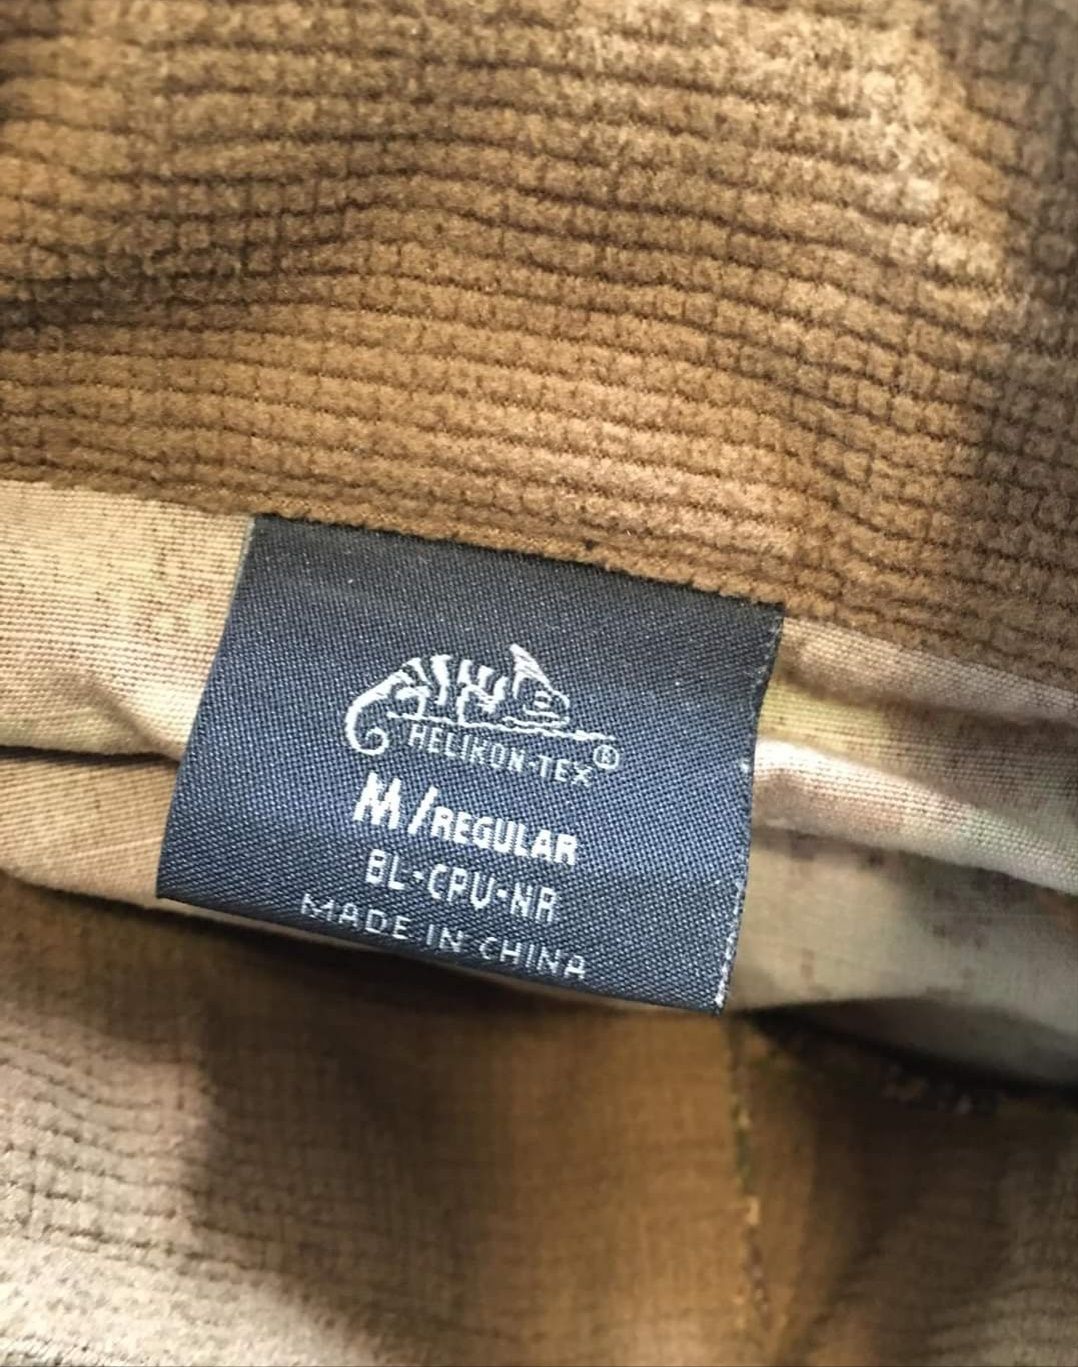 HELIKON-TEX®
M/REGULAR
BL-CPU-NR
MADE IN CHINA